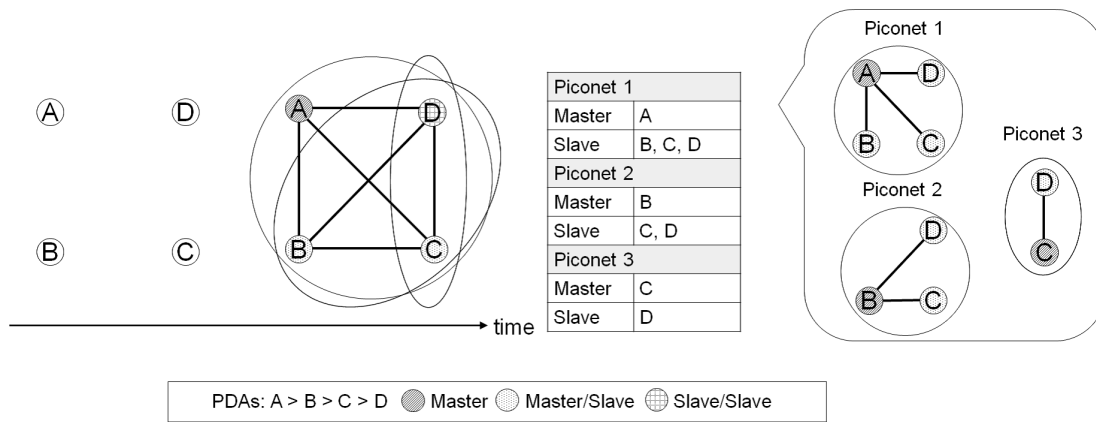 A D
B C
A D
B C
time
Piconet 1
Master A
Slave B, C, D
Piconet 2
Master B
Slave C, D
Piconet 3
Master C
Slave D
Piconet 1
A D
B C
Piconet 2
D
B C
Piconet 3
D
C
PDAs: A > B > C > D Master Master/Slave Slave/Slave